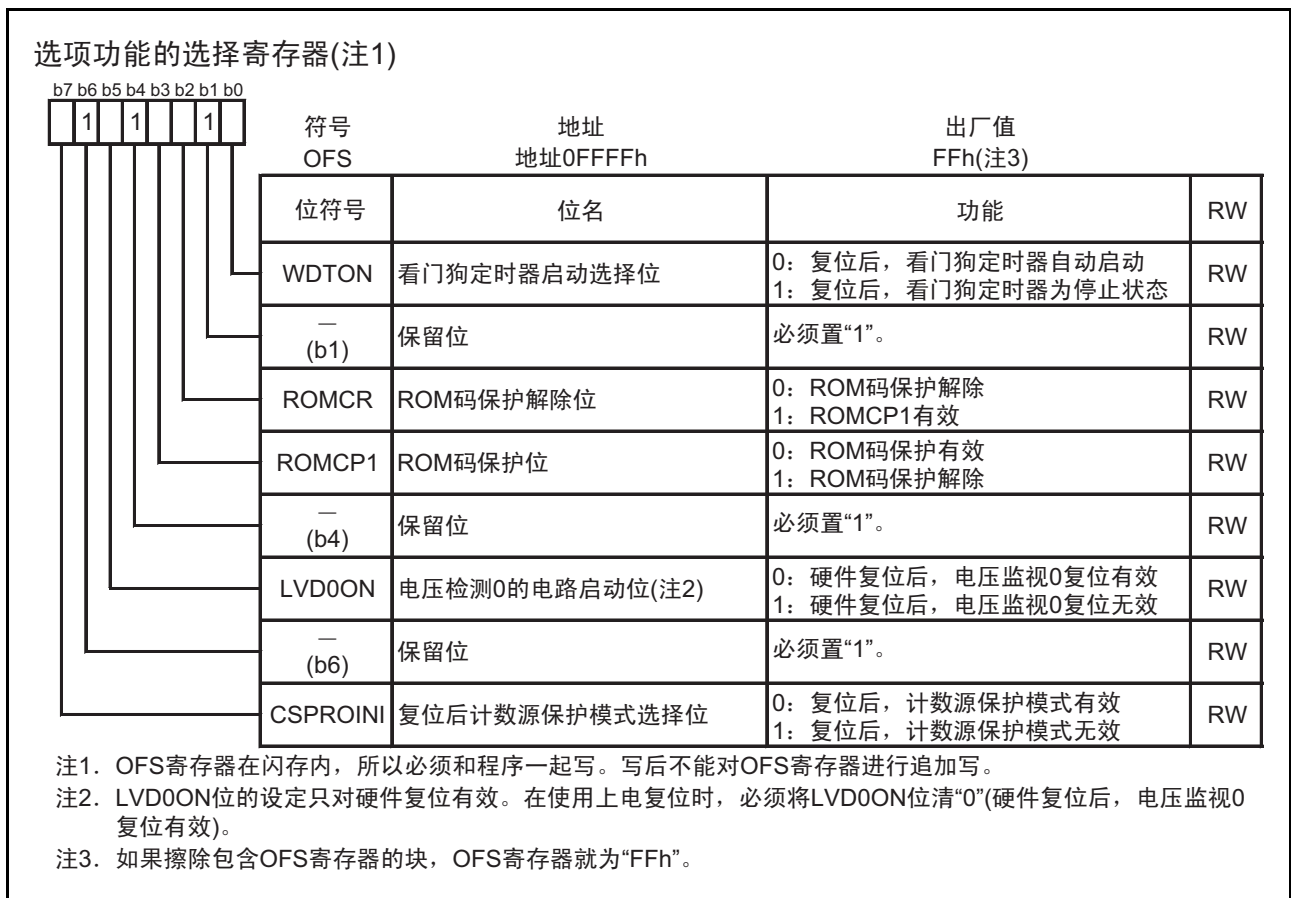 选项功能的选择寄存器(注1)
b7 b6 b5 b4 b3 b2 b1 b0
1 1 1
符号 地址 出厂值
OFS 地址0FFFFh FFh(注3)
位符号 位名 功能 RW
WDTON 看门狗定时器启动选择位 0：复位后，看门狗定时器自动启动 RW
1：复位后，看门狗定时器为停止状态
—
(b1) 保留位 必须置“1”。 RW
ROMCR ROM码保护解除位 0：ROM码保护解除 RW
1：ROMCP1有效
ROMCP1 ROM码保护位 0：ROM码保护有效 RW
1：ROM码保护解除
—
(b4) 保留位 必须置“1”。 RW
LVD0ON 电压检测0的电路启动位(注2) 0：硬件复位后，电压监视0复位有效 RW
1：硬件复位后，电压监视0复位无效
—
(b6) 保留位 必须置“1”。 RW
CSPROINI 复位后计数源保护模式选择位 0：复位后，计数源保护模式有效 RW
1：复位后，计数源保护模式无效
注1．OFS寄存器在闪存内，所以必须和程序一起写。写后不能对OFS寄存器进行追加写。
注2．LVD0ON位的设定只对硬件复位有效。在使用上电复位时，必须将LVD0ON位清“0”(硬件复位后，电压监视0
复位有效)。
注3．如果擦除包含OFS寄存器的块，OFS寄存器就为“FFh”。